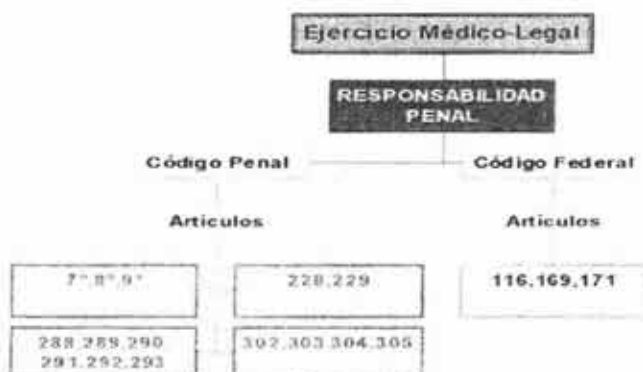 Ejercicio Médico-Legal
RESPONSABILIDAD
PENAL
Código Penal
Código Federal
Artículos
Artículos
7°,8°,9°
228,229
116,169,171
288,289,290
291,292,293
302,303,304,305